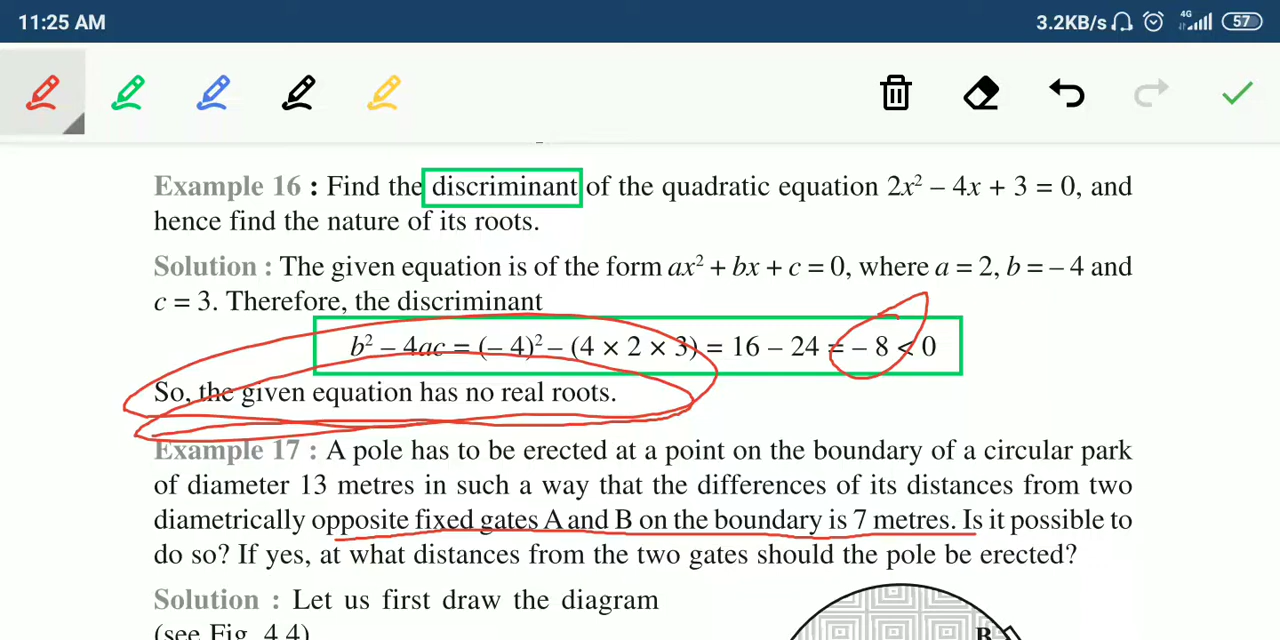 11:25 AM 3.2KB/s 4G 57
Example 16 : Find the discriminant of the quadratic equation 2x² – 4x + 3 = 0, and
hence find the nature of its roots.
Solution : The given equation is of the form ax² + bx + c = 0, where a = 2, b = – 4 and
c = 3. Therefore, the discriminant
b² – 4ac = (– 4)² – (4 × 2 × 3) = 16 – 24 = – 8 < 0
So, the given equation has no real roots.
Example 17 : A pole has to be erected at a point on the boundary of a circular park
of diameter 13 metres in such a way that the differences of its distances from two
diametrically opposite fixed gates A and B on the boundary is 7 metres. Is it possible to
do so? If yes, at what distances from the two gates should the pole be erected?
Solution : Let us first draw the diagram
(see Fig. 4.4)
B